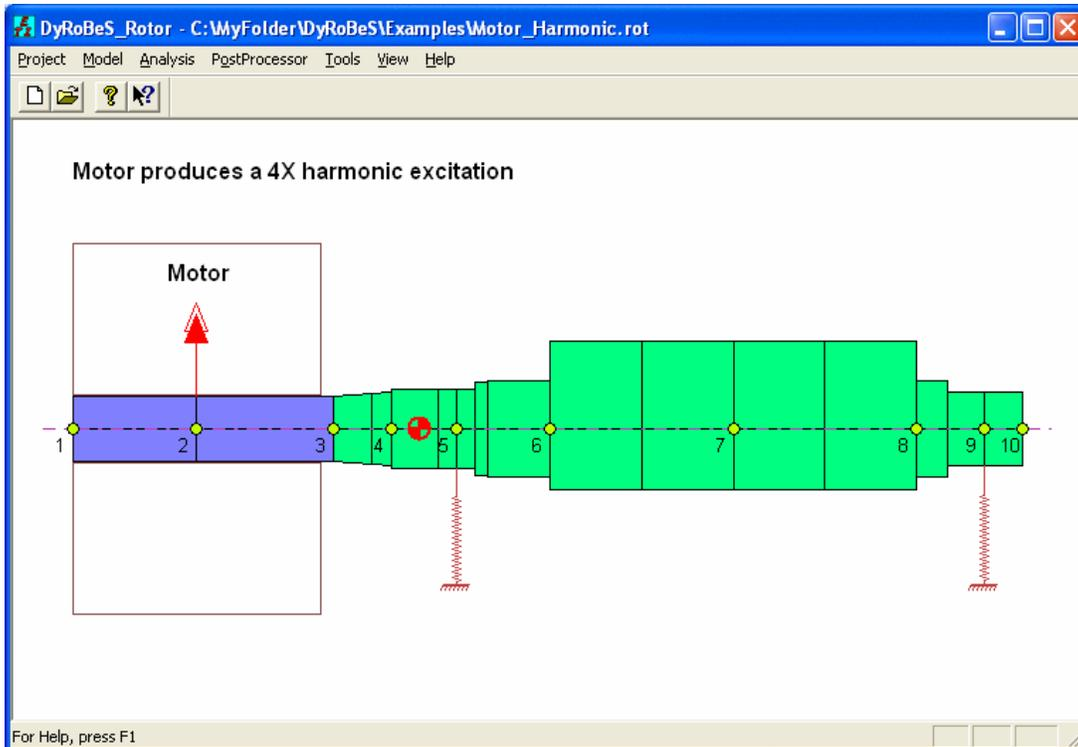 DyRoBeS_Rotor - C:\MyFolder\DyRoBeS\Examples\Motor_Harmonic.rot
Project Model Analysis PostProcessor Tools View Help
Motor produces a 4X harmonic excitation
Motor
1 2 3 4 5 6 7 8 9 10
For Help, press F1